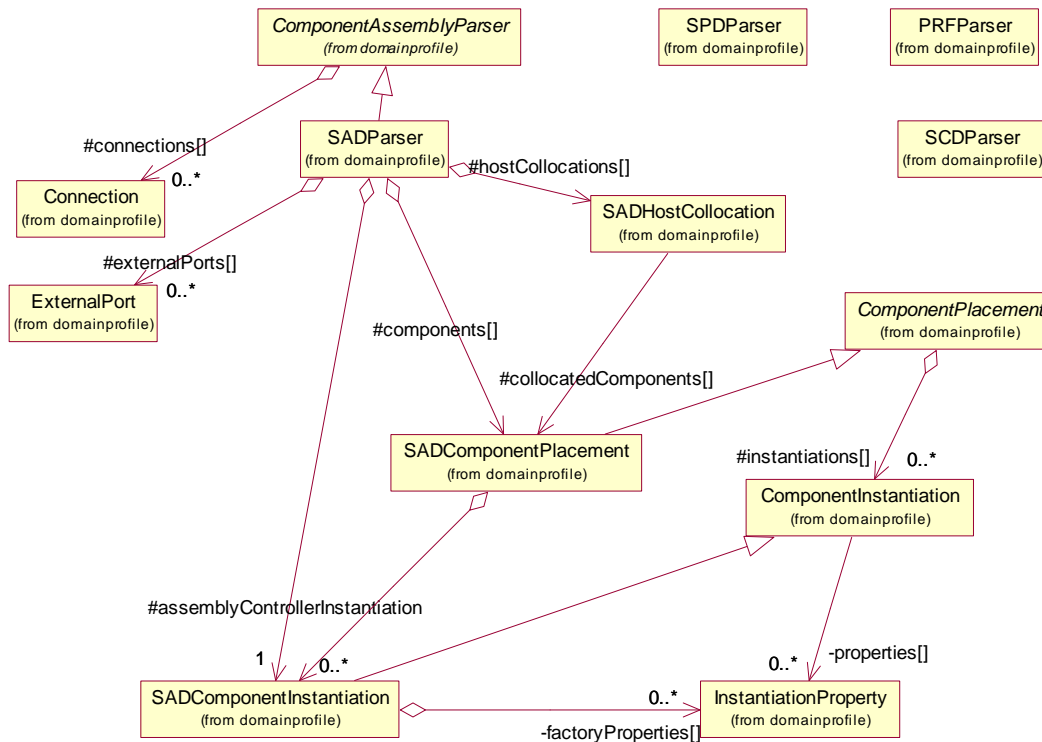 ComponentAssemblyParser
(from domainprofile)
SPDParser
(from domainprofile)
PRFParser
(from domainprofile)
SADParser
(from domainprofile)
SCDParser
(from domainprofile)
#connections[]
0..*
#hostCollocations[]
Connection
(from domainprofile)
SADHostCollocation
(from domainprofile)
#externalPorts[]
0..*
ExternalPort
(from domainprofile)
ComponentPlacement
(from domainprofile)
#components[]
#collocatedComponents[]
SADComponentPlacement
(from domainprofile)
#instantiations[]
0..*
ComponentInstantiation
(from domainprofile)
#assemblyControllerInstantiation
1
0..*
-properties[]
0..*
SADComponentInstantiation
(from domainprofile)
0..*
-factoryProperties[]
InstantiationProperty
(from domainprofile)